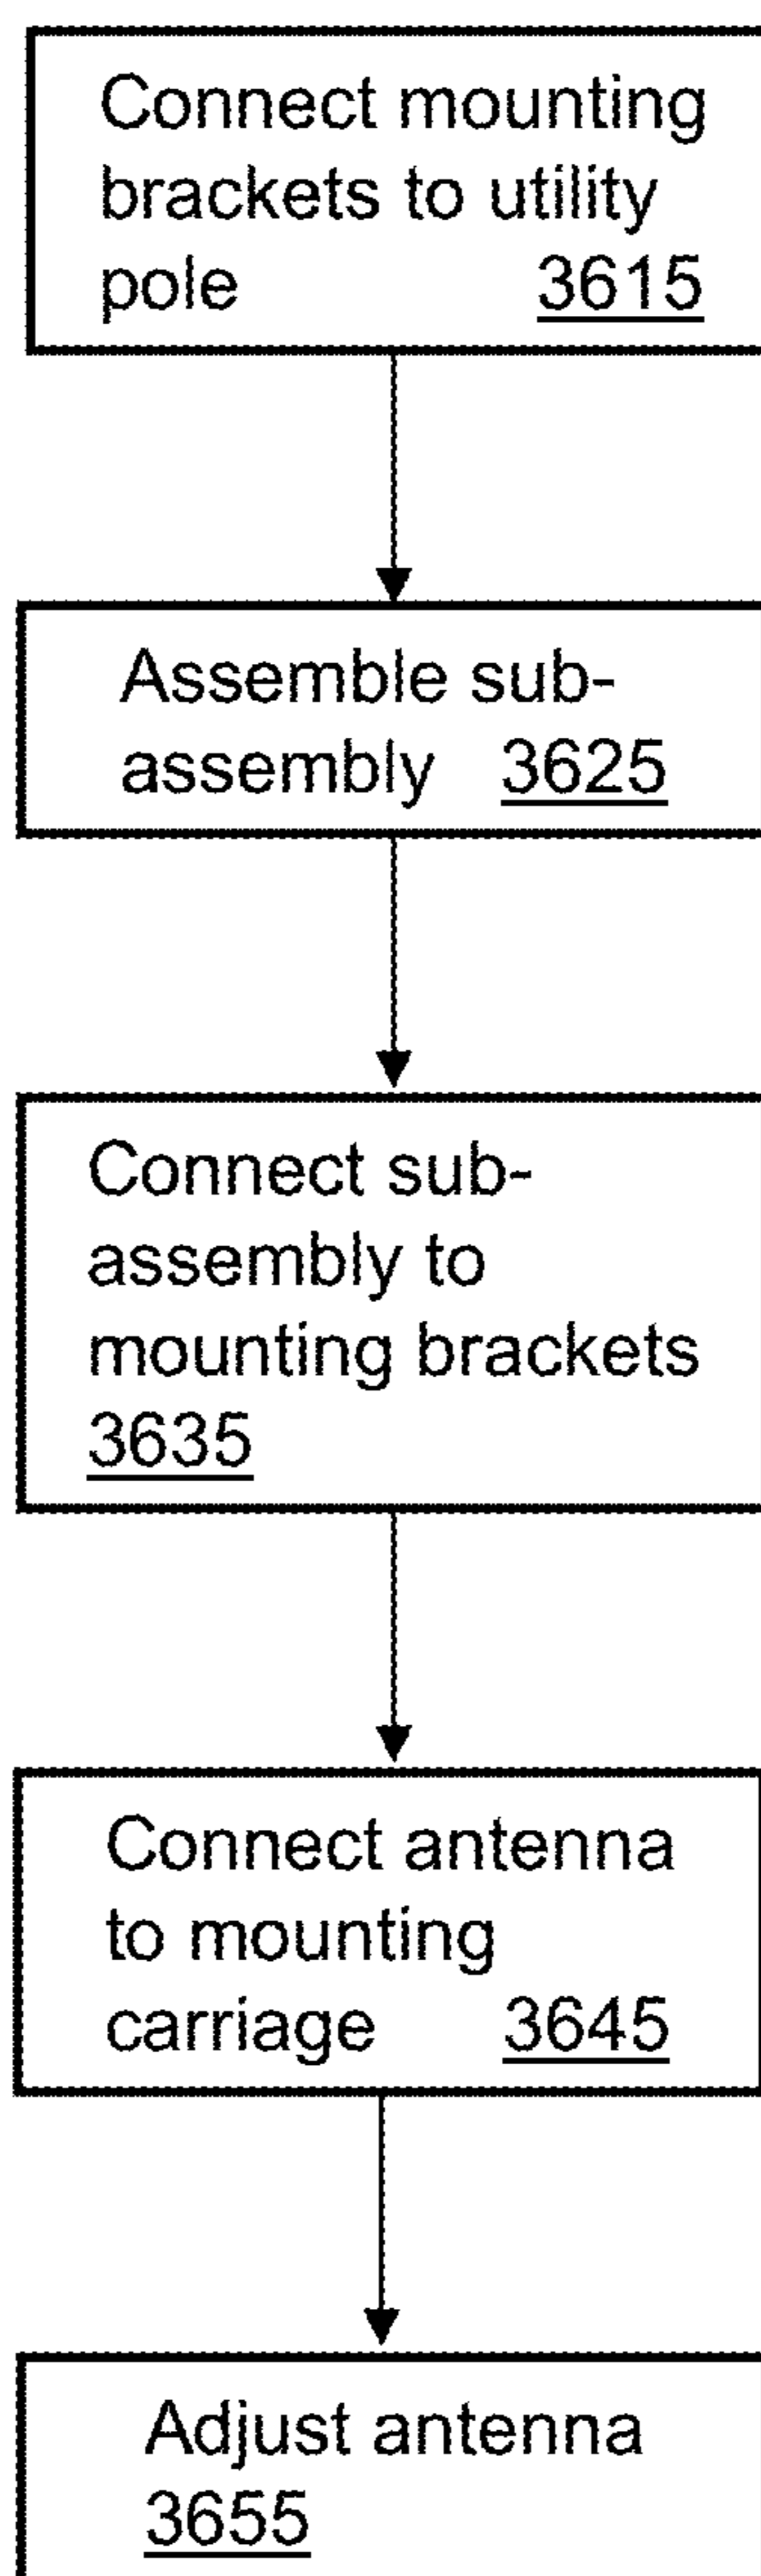 Connect mounting
brackets to utility
pole 3615
Assemble sub-
assembly 3625
Connect sub-
assembly to
mounting brackets
3635
Connect antenna
to mounting
carriage 3645
Adjust antenna
3655